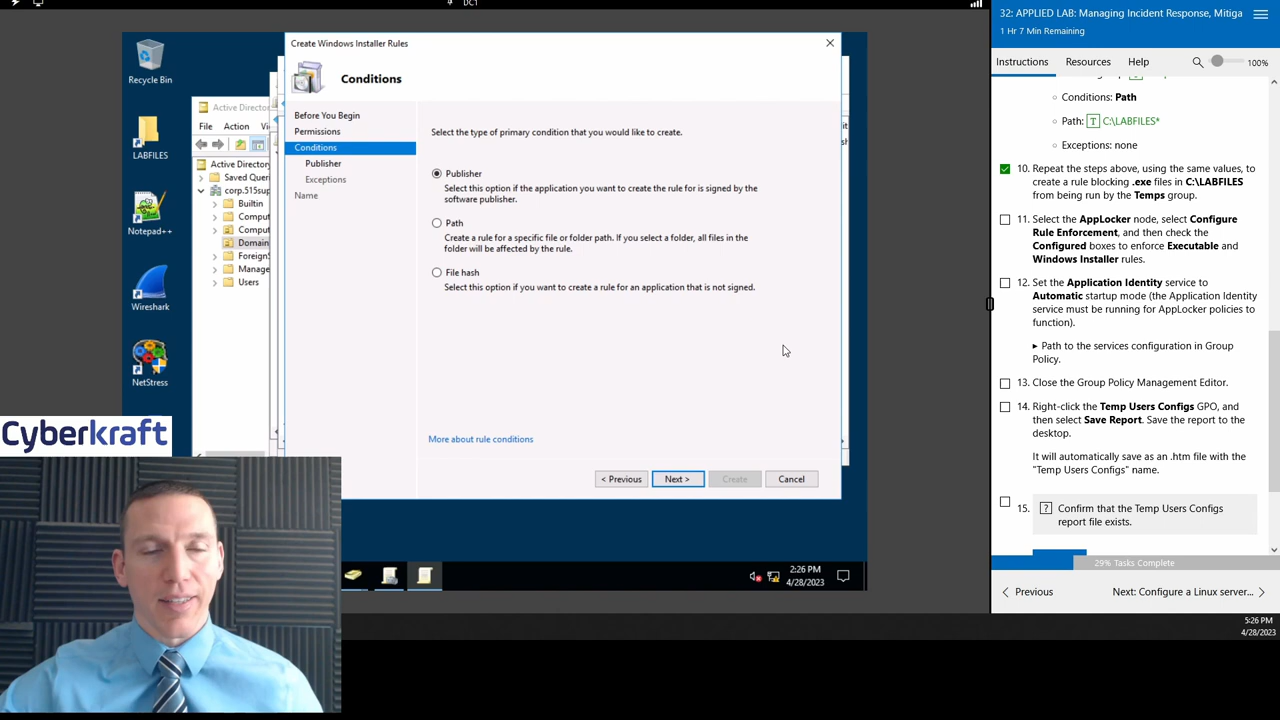 DC1
32: APPLIED LAB: Managing Incident Response, Mitiga
1 Hr 7 Min Remaining
Instructions
Resources
Help
100%
Conditions: Path
Path: T C:\LABFILES*
Exceptions: none
10. Repeat the steps above, using the same values, to
create a rule blocking .exe files in C:\LABFILES
from being run by the Temps group.
11. Select the AppLocker node, select Configure
Rule Enforcement, and then check the
Configured boxes to enforce Executable and
Windows Installer rules.
12. Set the Application Identity service to
Automatic startup mode (the Application Identity
service must be running for AppLocker policies to
function).
Path to the services configuration in Group
Policy.
13. Close the Group Policy Management Editor.
14. Right-click the Temp Users Configs GPO, and
then select Save Report. Save the report to the
desktop.
It will automatically save as an .htm file with the
"Temp Users Configs" name.
15. ? Confirm that the Temp Users Configs
report file exists.
29% Tasks Complete
Previous
Next: Configure a Linux server...
5:26 PM
4/28/2023
Recycle Bin
LABFILES
Notepad++
Wireshark
NetStress
Active Director
File
Action
Vi
Active Directory
Saved Quer
corp.515sup
Builtin
Comput
Comput
Domain
ForeignS
Manage
Users
Create Windows Installer Rules
Conditions
Before You Begin
Permissions
Conditions
Publisher
Exceptions
Name
Select the type of primary condition that you would like to create.
Publisher
Select this option if the application you want to create the rule for is signed by the
software publisher.
Path
Create a rule for a specific file or folder path. If you select a folder, all files in the
folder will be affected by the rule.
File hash
Select this option if you want to create a rule for an application that is not signed.
More about rule conditions
< Previous
Next >
Create
Cancel
2:26 PM
4/28/2023
Cyberkraft